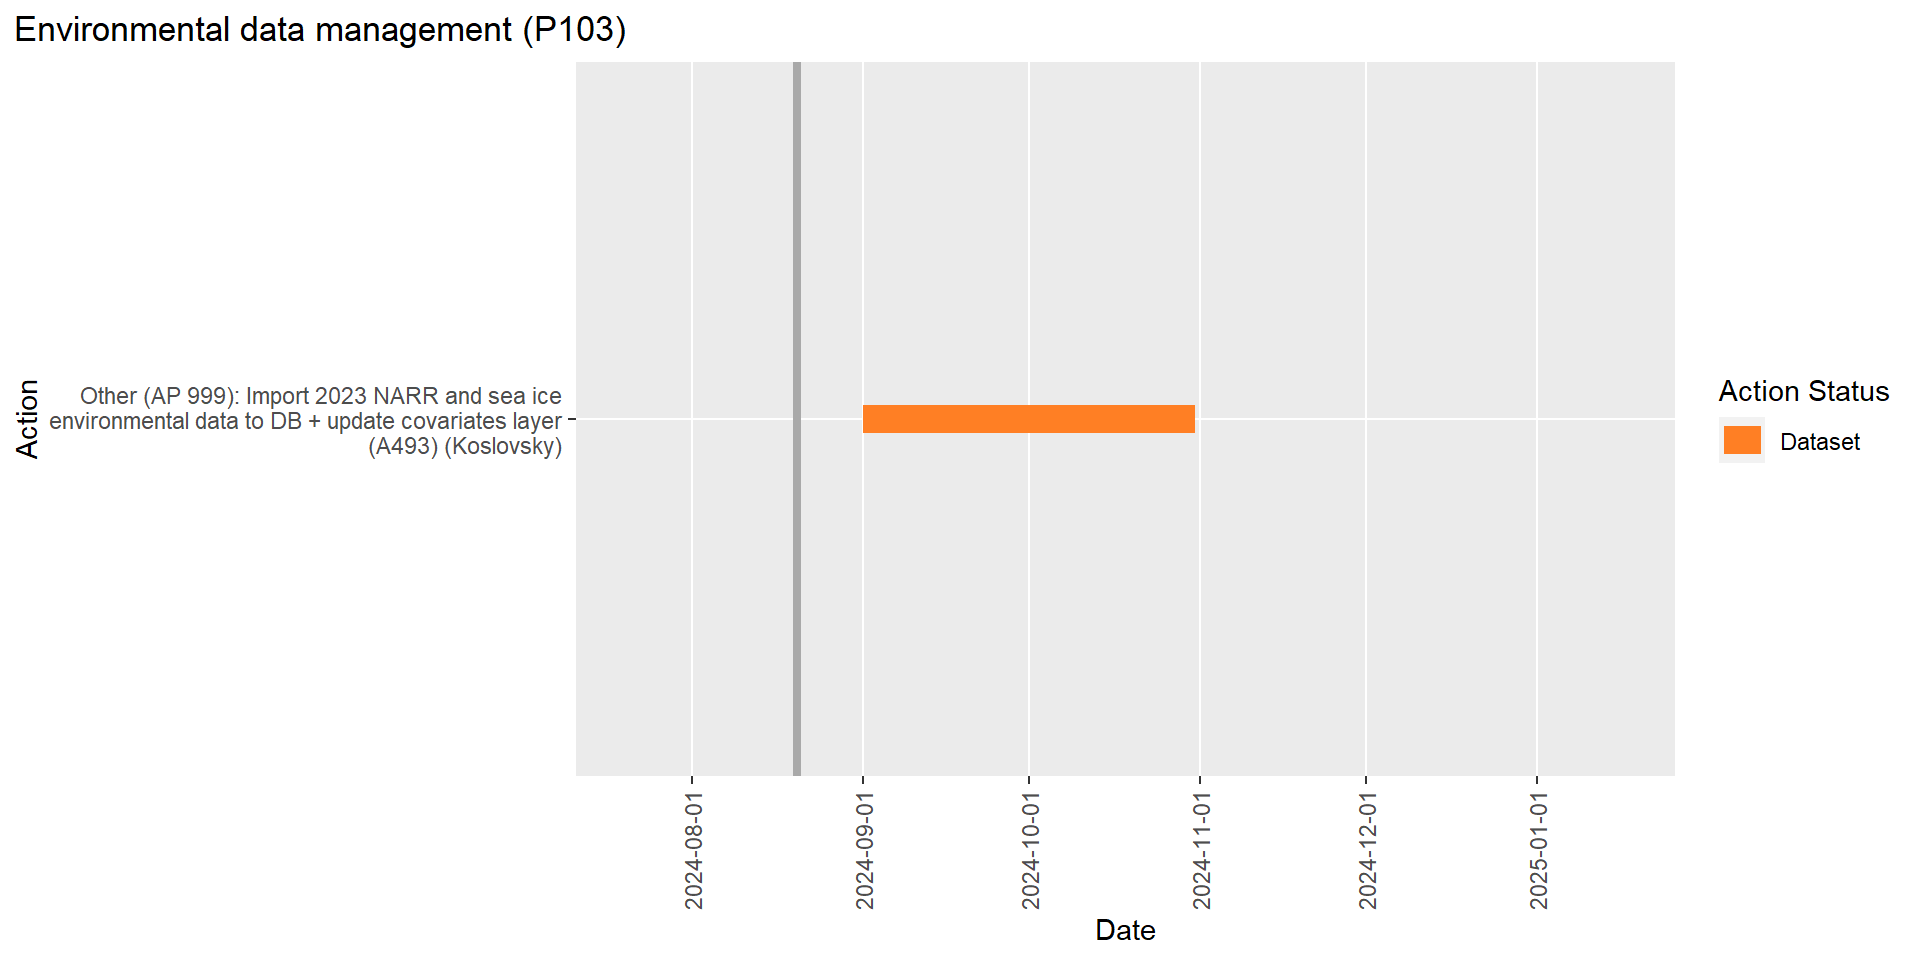 Environmental data management (P103)
Action
Other (AP 999): Import 2023 NARR and sea ice
environmental data to DB + update covariates layer
(A493) (Koslovsky)
2024-08-01
2024-09-01
2024-10-01
2024-11-01
2024-12-01
2025-01-01
Date
Action Status
Dataset